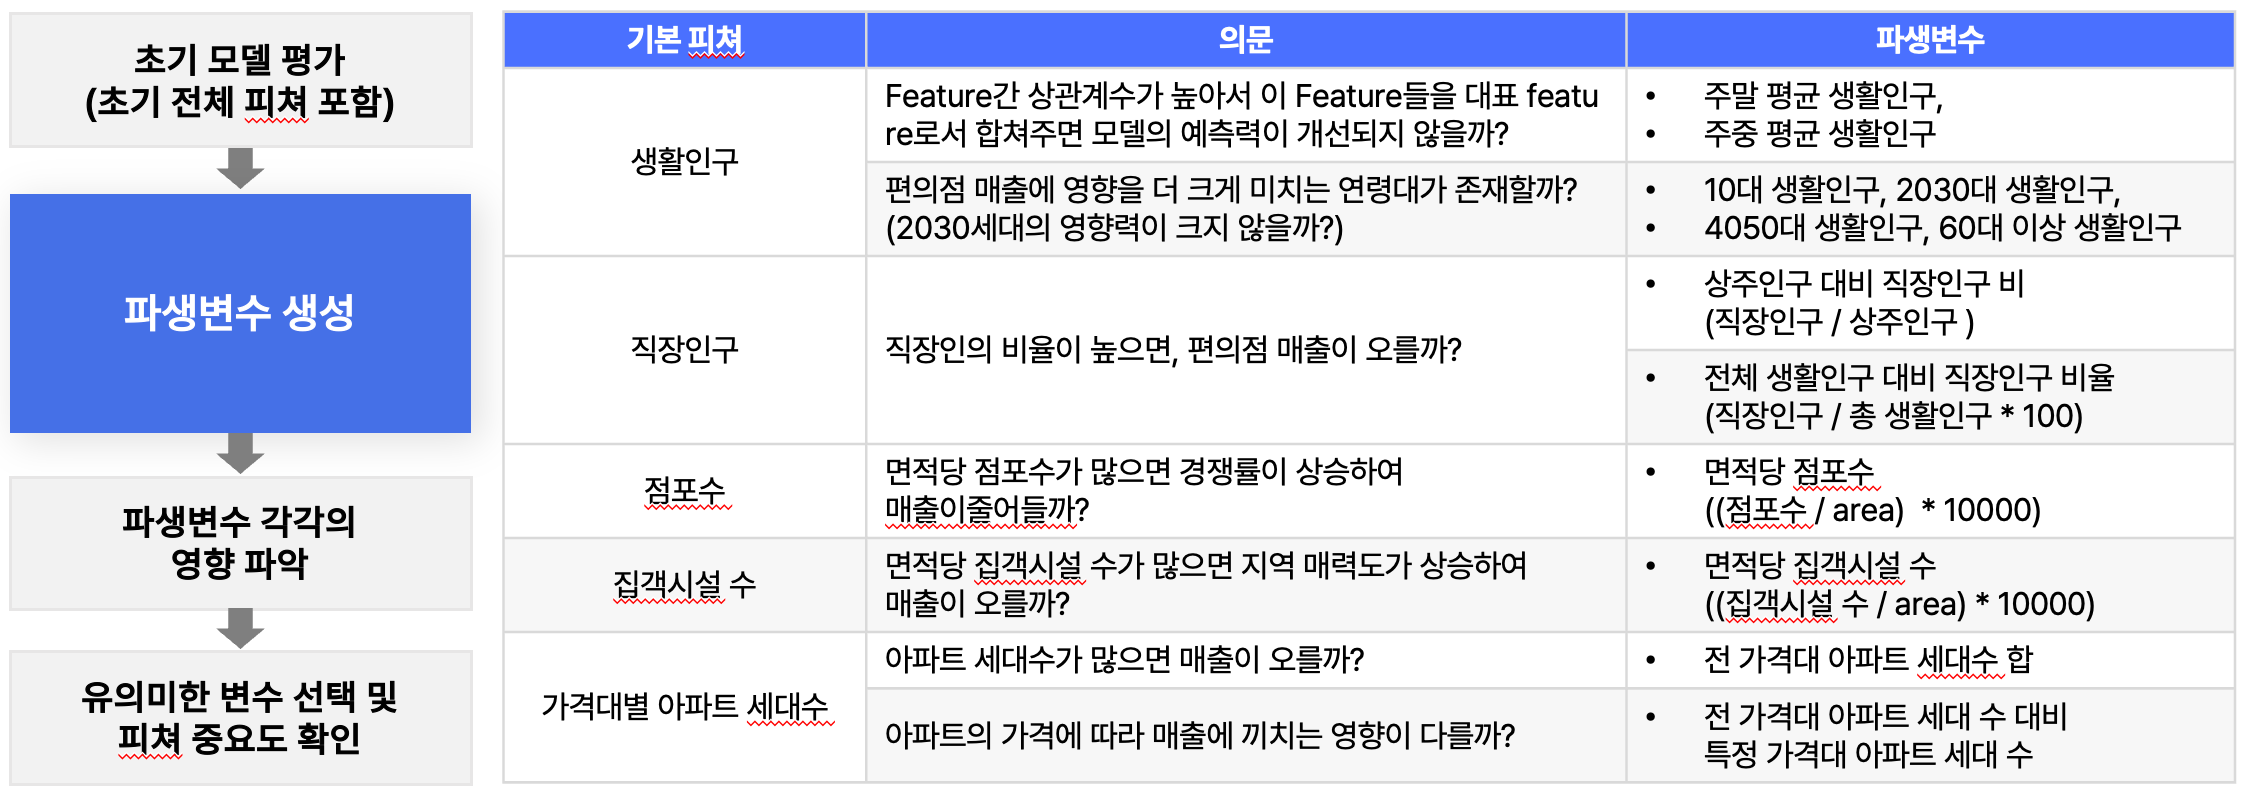 초기 모델 평가
(초기 전체 피쳐 포함)
파생변수 생성
파생변수 각각의
영향 파악
유의미한 변수 선택 및
피쳐 중요도 확인
기본 피쳐
의문
파생변수
생활인구
Feature간 상관계수가 높아서 이 Feature들을 대표 featu
re로서 합쳐주면 모델의 예측력이 개선되지 않을까?
• 주말 평균 생활인구,
• 주중 평균 생활인구
편의점 매출에 영향을 더 크게 미치는 연령대가 존재할까?
(2030세대의 영향력이 크지 않을까?)
• 10대 생활인구, 2030대 생활인구,
• 4050대 생활인구, 60대 이상 생활인구
직장인구
직장인의 비율이 높으면, 편의점 매출이 오를까?
• 상주인구 대비 직장인구 비
(직장인구 / 상주인구 )
• 전체 생활인구 대비 직장인구 비율
(직장인구 / 총 생활인구 * 100)
점포수
면적당 점포수가 많으면 경쟁률이 상승하여
매출이줄어들까?
• 면적당 점포수
((점포수 / area) * 10000)
집객시설 수
면적당 집객시설 수가 많으면 지역 매력도가 상승하여
매출이 오를까?
• 면적당 집객시설 수
((집객시설 수 / area) * 10000)
가격대별 아파트 세대수
아파트 세대수가 많으면 매출이 오를까?
• 전 가격대 아파트 세대수 합
아파트의 가격에 따라 매출에 끼치는 영향이 다를까?
• 전 가격대 아파트 세대 수 대비
특정 가격대 아파트 세대 수